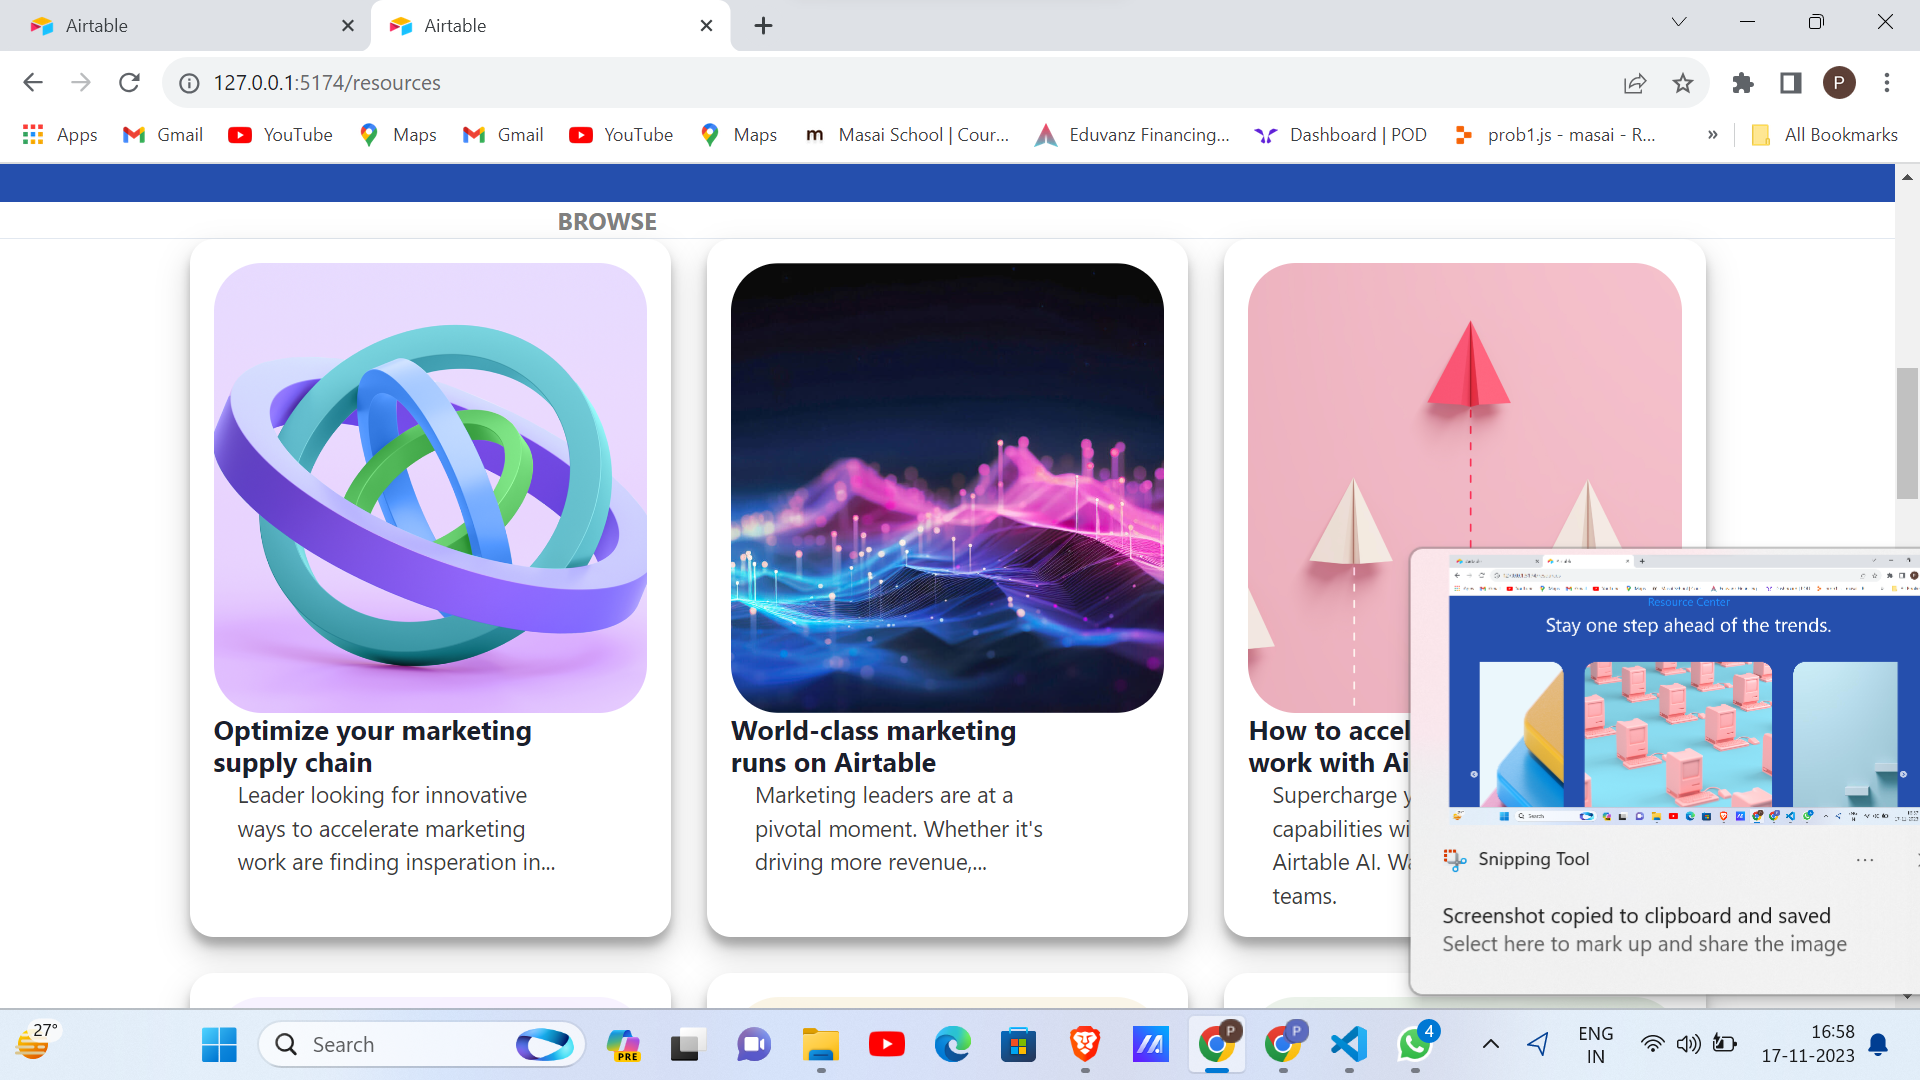 Airtable
Airtable
127.0.0.1:5174/resources
P
Apps
Gmail
YouTube
Maps
Gmail
YouTube
Maps
m Masai School | Cour...
Eduvanz Financing...
Dashboard | POD
prob1.js - masai - R...
»
All Bookmarks
BROWSE
Optimize your marketing
supply chain
Leader looking for innovative
ways to accelerate marketing
work are finding insperation in...
World-class marketing
runs on Airtable
Marketing leaders are at a
pivotal moment. Whether it's
driving more revenue,...
How to accel
work with Ai
Supercharge y
capabilities wi
Airtable AI. Wa
teams.
Resource Center
Stay one step ahead of the trends.
Snipping Tool
Screenshot copied to clipboard and saved
Select here to mark up and share the image
27°
Search
PRE
P
P
4
ENG
IN
16:58
17-11-2023